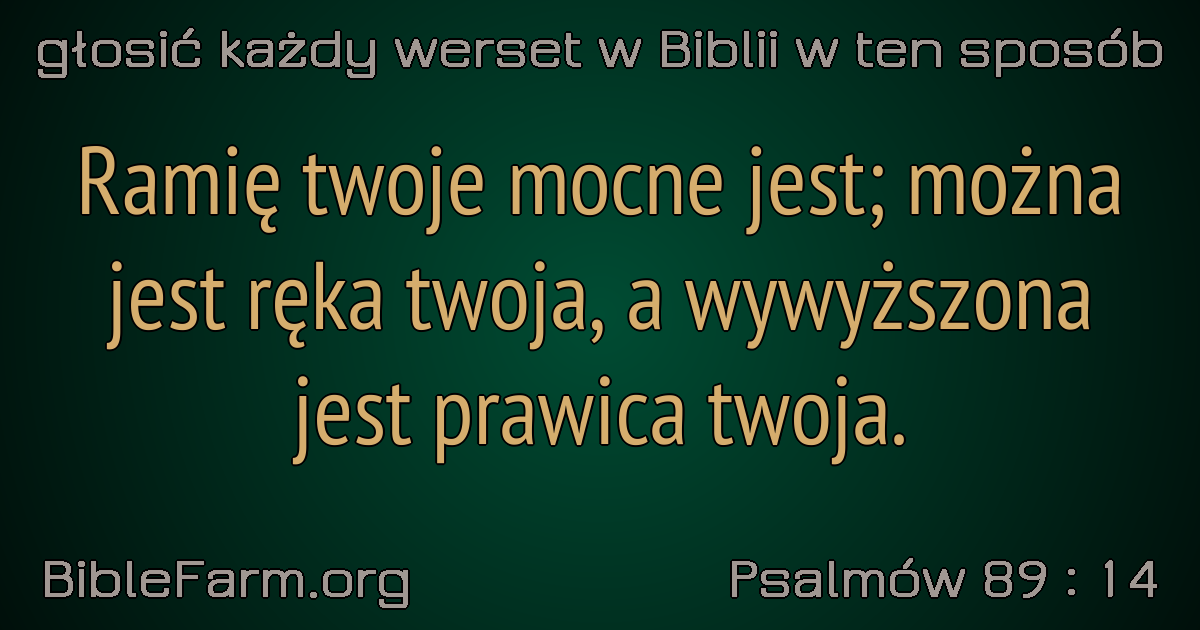 głosić każdy werset w Biblii w ten sposób
Ramię twoje mocne jest; można
jest ręka twoja, a wywyższona
jest prawica twoja.
BibleFarm.org
Psalmów 89 : 14